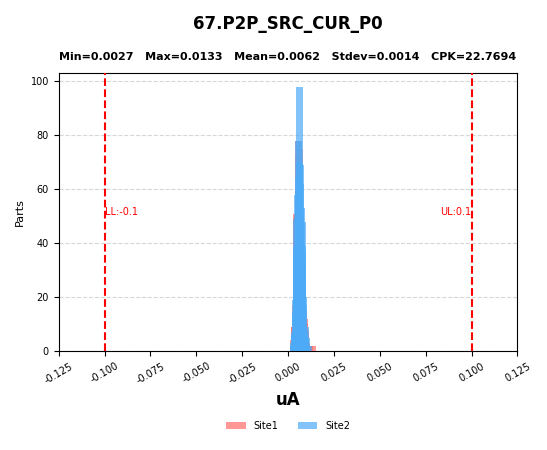 67.P2P_SRC_CUR_P0
Min=0.0027 Max=0.0133 Mean=0.0062 Stdev=0.0014 CPK=22.7694
100
80
60
40
20
0
Parts
LL:-0.1
UL:0.1
-0.125 -0.100 -0.075 -0.050 -0.025 0.000 0.025 0.050 0.075 0.100 0.125
uA
Site1 Site2